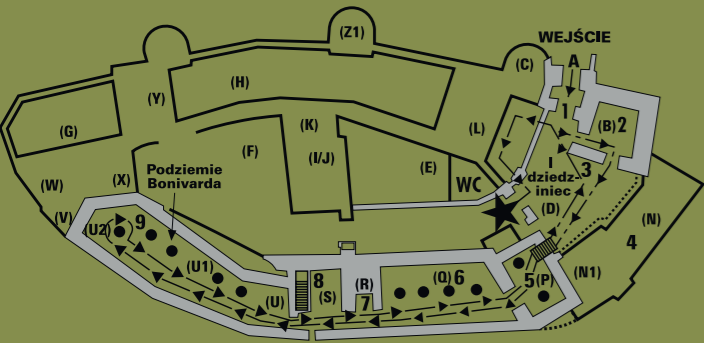 WEJŚCIE
A
(Z1)
(C)
(Y)
(H)
1
(B) 2
(G)
(K)
(L)
(F)
(I/J)
(E)
3
I
dziedz-
iniec
(W)
(X)
Podziemie
Bonivarda
WC
(D)
(N)
(V)
(U2)
9
4
(U1)
8
(R)
(Q) 6
5 (P)
(N1)
(U)
(S)
7